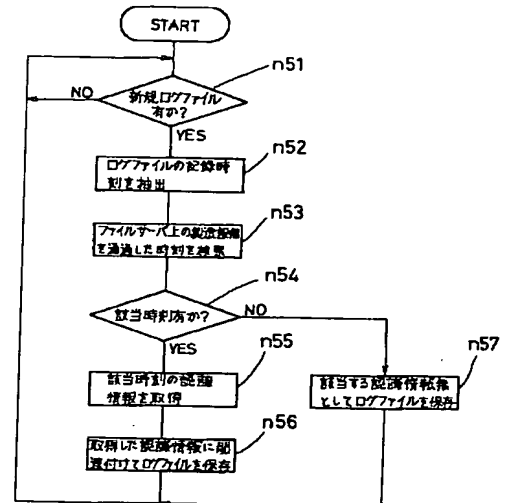 START
n51
新規ログファイル
有か?
NO
YES
n52
ログファイルの記録時
刻を抽出
n53
ファイルサーバ上の製造設備
を通過した時刻を検索
n54
該当時刻有か?
NO
YES
n55
該当時刻の認識
情報を取得
n57
該当する認識情報無
としてログファイルを保存
n56
取得した認識情報に関
連付けてログファイルを保存